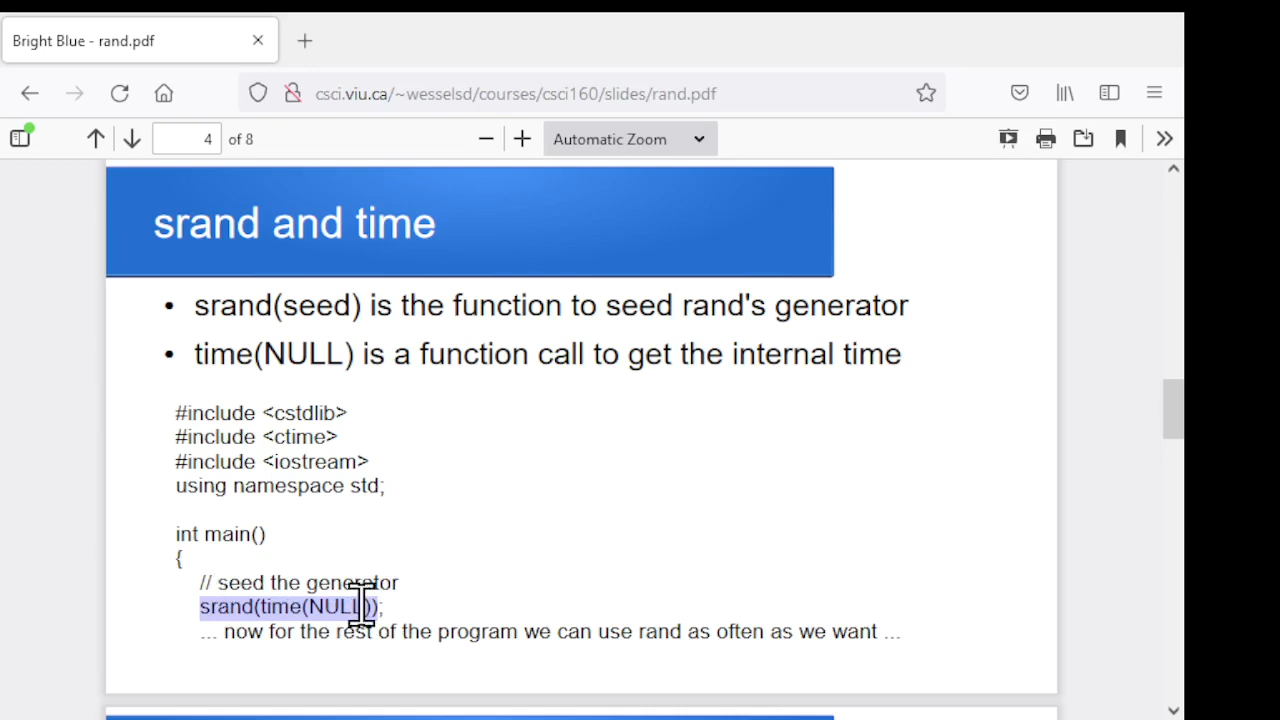 Bright Blue - rand.pdf
csci.viu.ca/~wesselsd/courses/csci160/slides/rand.pdf
4 of 8
Automatic Zoom
srand and time
• srand(seed) is the function to seed rand's generator
• time(NULL) is a function call to get the internal time
#include <cstdlib>
#include <ctime>
#include <iostream>
using namespace std;
int main()
{
// seed the generator
srand(time(NULL));
... now for the rest of the program we can use rand as often as we want ...